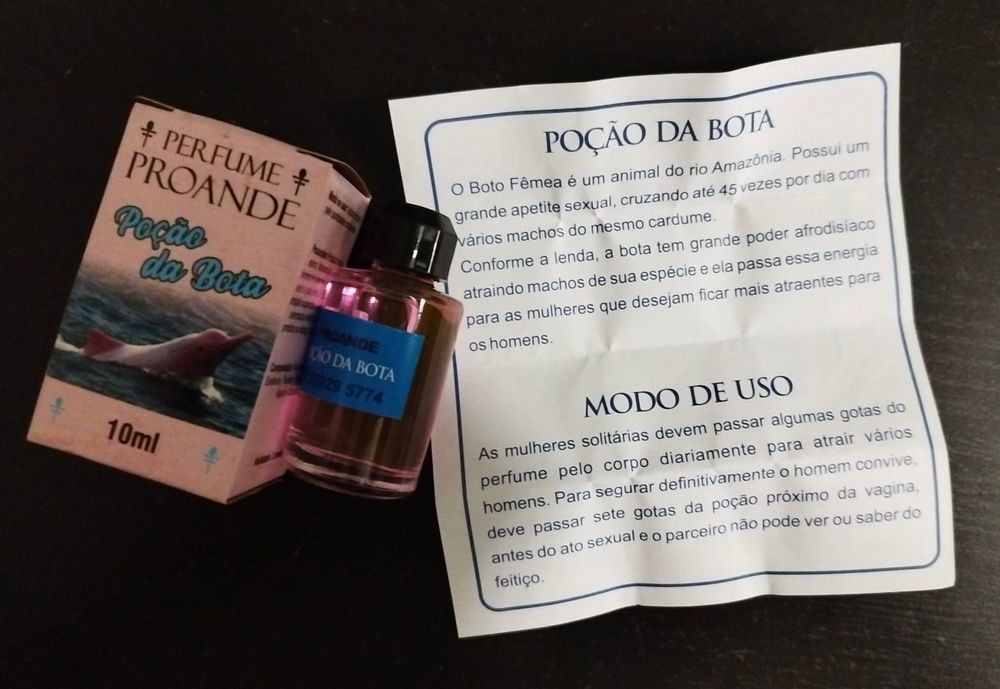 PERFUME
PROANDE
Poção
da Bota
10ml
PROANDE
ÇÃO DA BOTA
5774
POÇÃO DA BOTA
O Boto Fêmea é um animal do rio Amazônia. Possui um
grande apetite sexual, cruzando até 45 vezes por dia com
vários machos do mesmo cardume.
Conforme a lenda, a bota tem grande poder afrodisíaco
atraindo machos de sua espécie e ela passa essa energia
para as mulheres que desejam ficar mais atraentes para
os homens.
MODO DE USO
As mulheres solitárias devem passar algumas gotas do
perfume pelo corpo diariamente para atrair vários
homens. Para segurar definitivamente o homem convive,
deve passar sete gotas da poção próximo da vagina,
antes do ato sexual e o parceiro não pode ver ou saber do
feitiço.